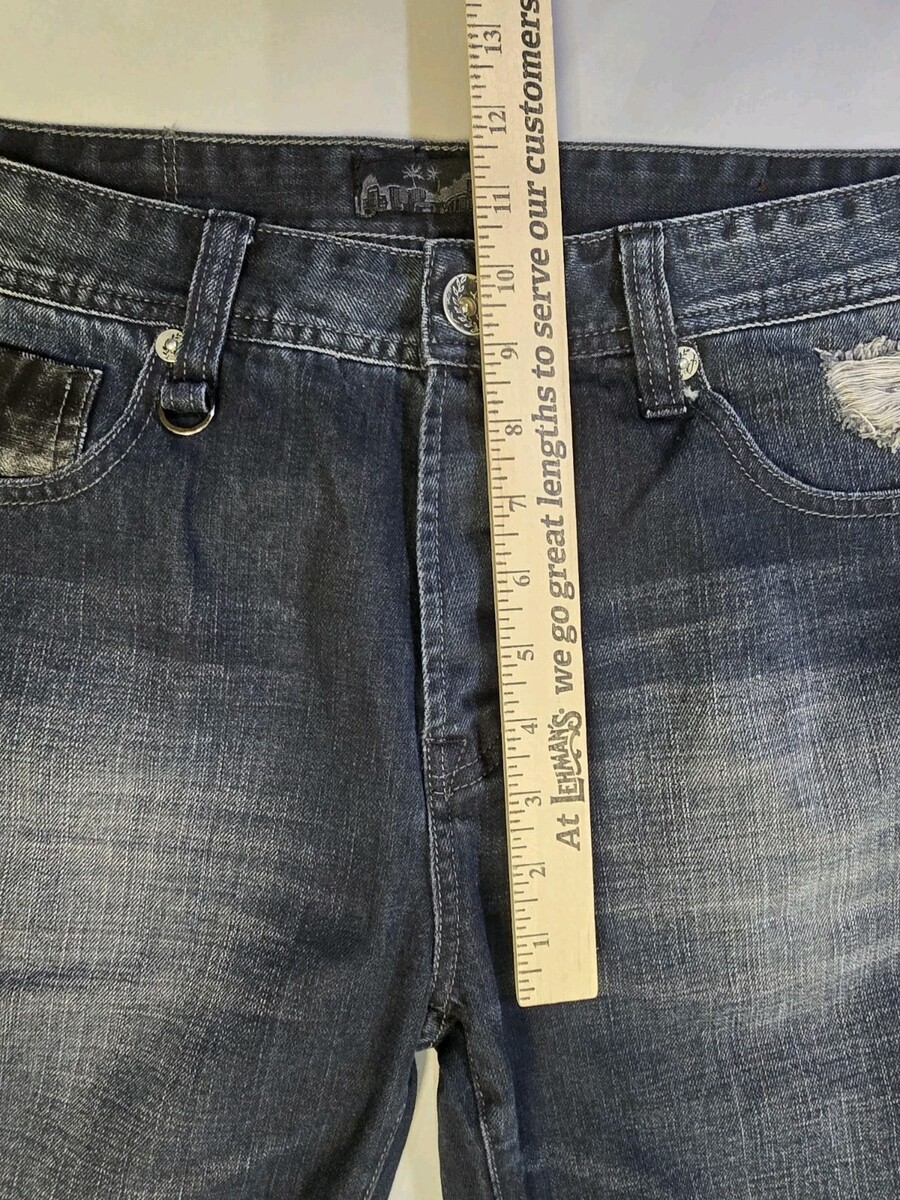 At LEHMAN'S we go great lengths to serve our customers
1 2 3 4 5 6 7 8 9 10 11 12 13